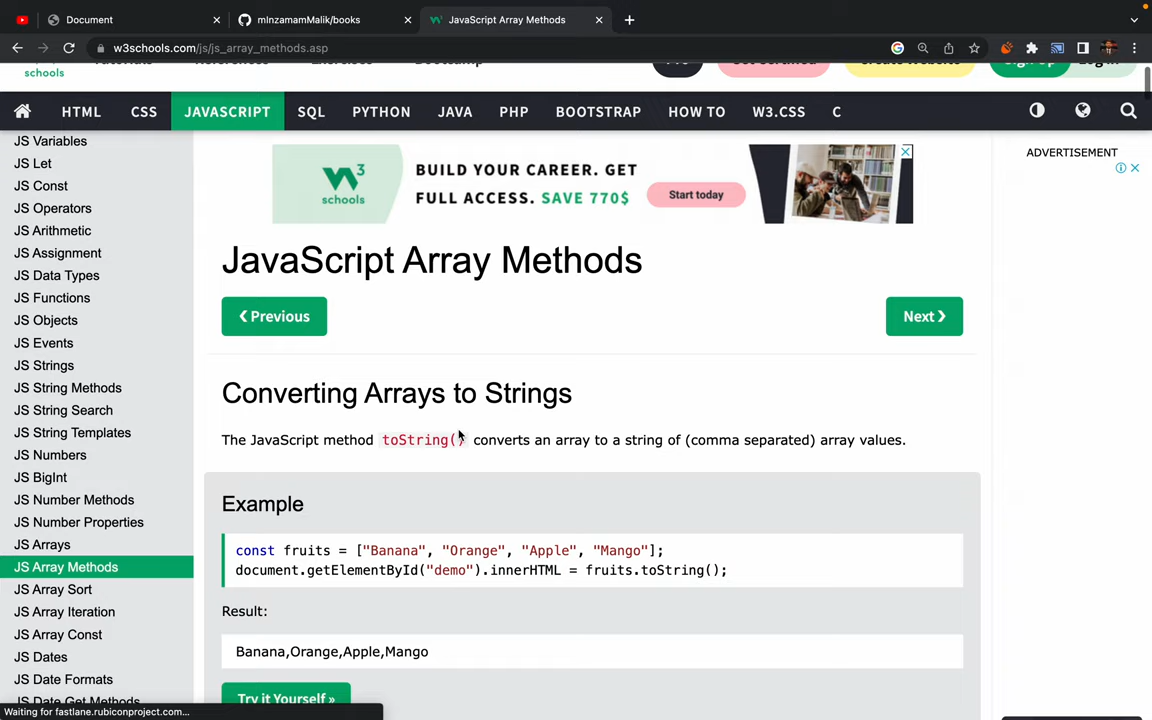 Document
mInzamamMalik/books
JavaScript Array Methods
w3schools.com/js/js_array_methods.asp
schools
HTML
CSS
JAVASCRIPT
SQL
PYTHON
JAVA
PHP
BOOTSTRAP
HOW TO
W3.CSS
C
JS Variables
JS Let
JS Const
JS Operators
JS Arithmetic
JS Assignment
JS Data Types
JS Functions
JS Objects
JS Events
JS Strings
JS String Methods
JS String Search
JS String Templates
JS Numbers
JS BigInt
JS Number Methods
JS Number Properties
JS Arrays
JS Array Methods
JS Array Sort
JS Array Iteration
JS Array Const
JS Dates
JS Date Formats
JS Date Get Methods
Waiting for fastlane.rubiconproject.com...
W3
schools
BUILD YOUR CAREER. GET
FULL ACCESS. SAVE 770$
Start today
ADVERTISEMENT
JavaScript Array Methods
❮ Previous
Next ❯
Converting Arrays to Strings
The JavaScript method toString() converts an array to a string of (comma separated) array values.
Example
const fruits = ["Banana", "Orange", "Apple", "Mango"];
document.getElementById("demo").innerHTML = fruits.toString();
Result:
Banana,Orange,Apple,Mango
Try it Yourself »